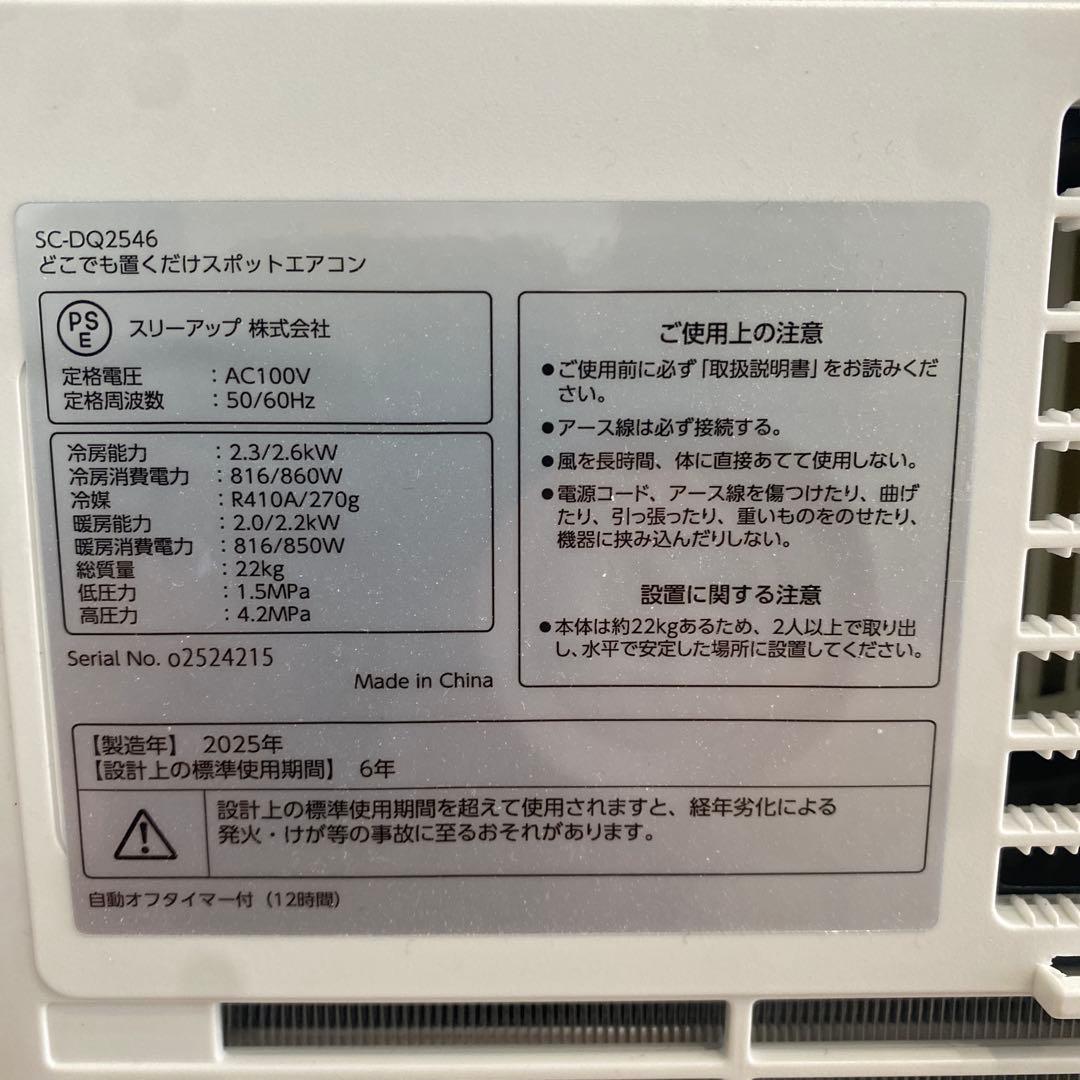 SC-DQ2546
どこでも置くだけスポットエアコン
PSE スリーアップ 株式会社
定格電圧 : AC100V
定格周波数 : 50/60Hz
冷房能力 : 2.3/2.6kW
冷房消費電力 : 816/860W
冷媒 : R410A/270g
暖房能力 : 2.0/2.2kW
暖房消費電力 : 816/850W
総質量 : 22kg
低圧力 : 1.5MPa
高圧力 : 4.2MPa
Serial No. o2524215
Made in China
ご使用上の注意
●ご使用前に必ず「取扱説明書」をお読みくだ
さい。
●アース線は必ず接続する。
●風を長時間、体に直接あてて使用しない。
●電源コード、アース線を傷つけたり、曲げ
たり、引っ張ったり、重いものをのせたり、
機器に挟み込んだりしない。
設置に関する注意
●本体は約22kgあるため、2人以上で取り出
し、水平で安定した場所に設置してください。
【製造年】 2025年
【設計上の標準使用期間】 6年
設計上の標準使用期間を超えて使用されますと、経年劣化による
発火・けが等の事故に至るおそれがあります。
自動オフタイマー付（12時間）